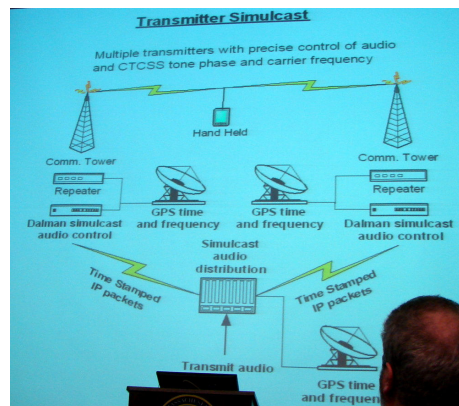 Transmitter Simulcast
Multiple transmitters with precise control of audio
and CTCSS tone phase and carrier frequency
Hand Held
Comm. Tower
Comm. Tower
Repeater
Repeater
Dalman simulcast
audio control
GPS time
and frequency
GPS time
and frequency
Dalman simulcast
audio control
Simulcast
audio
distribution
Time Stamped
IP packets
Time Stamped
IP packets
Transmit audio
GPS time
and frequen